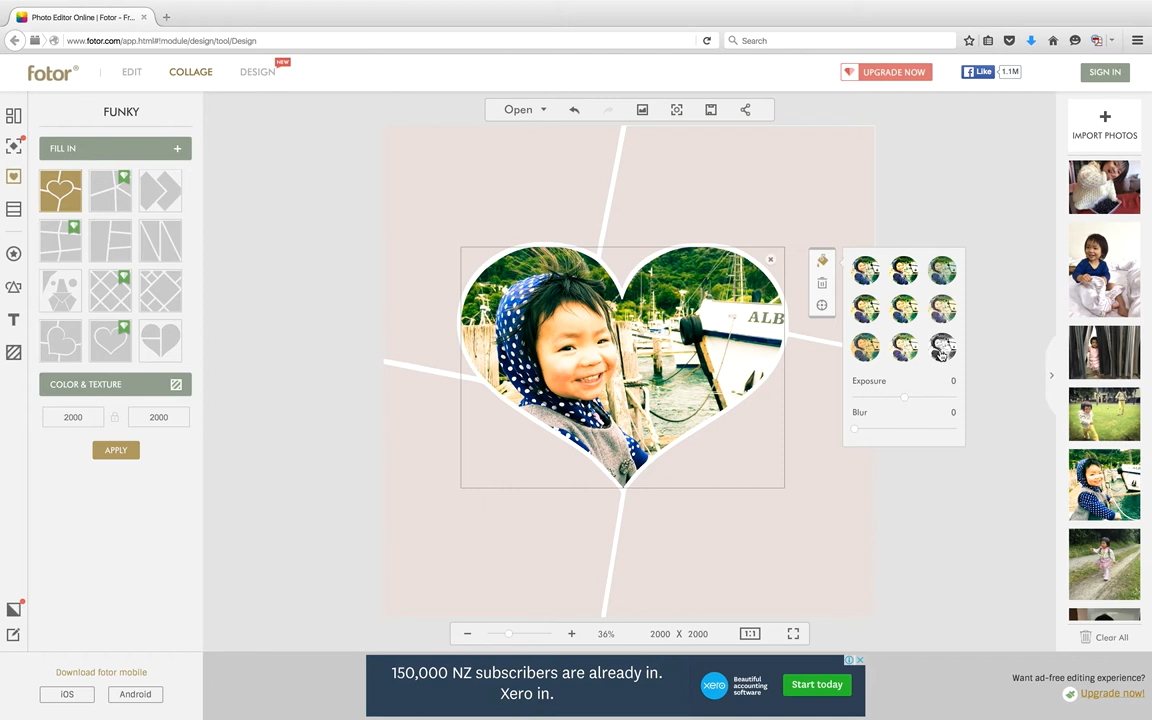 Photo Editor Online | Fotor - Fr...
www.fotor.com/app.html#!module/design/tool/Design
Search
fotor®
EDIT
COLLAGE
DESIGN
NEW
UPGRADE NOW
Like
1.1M
SIGN IN
FUNKY
Open
IMPORT PHOTOS
FILL IN
ALB
Exposure 0
COLOR & TEXTURE
Blur 0
2000 2000
APPLY
36% 2000 X 2000 1:1
Clear All
Download fotor mobile
iOS Android
150,000 NZ subscribers are already in.
Xero in.
xero
Beautiful
accounting
software
Start today
Want ad-free editing experience?
Upgrade now!